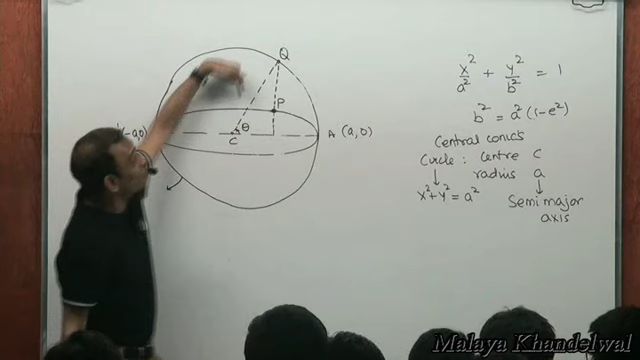 Q
P
θ
C
(-a,0)
A (a,0)
x²/a² + y²/b² = 1
b² = a² (1-e²)
Central conics
Circle : Centre C
radius a
x²+y² = a²
Semi major
axis
Malaya Khandelwal